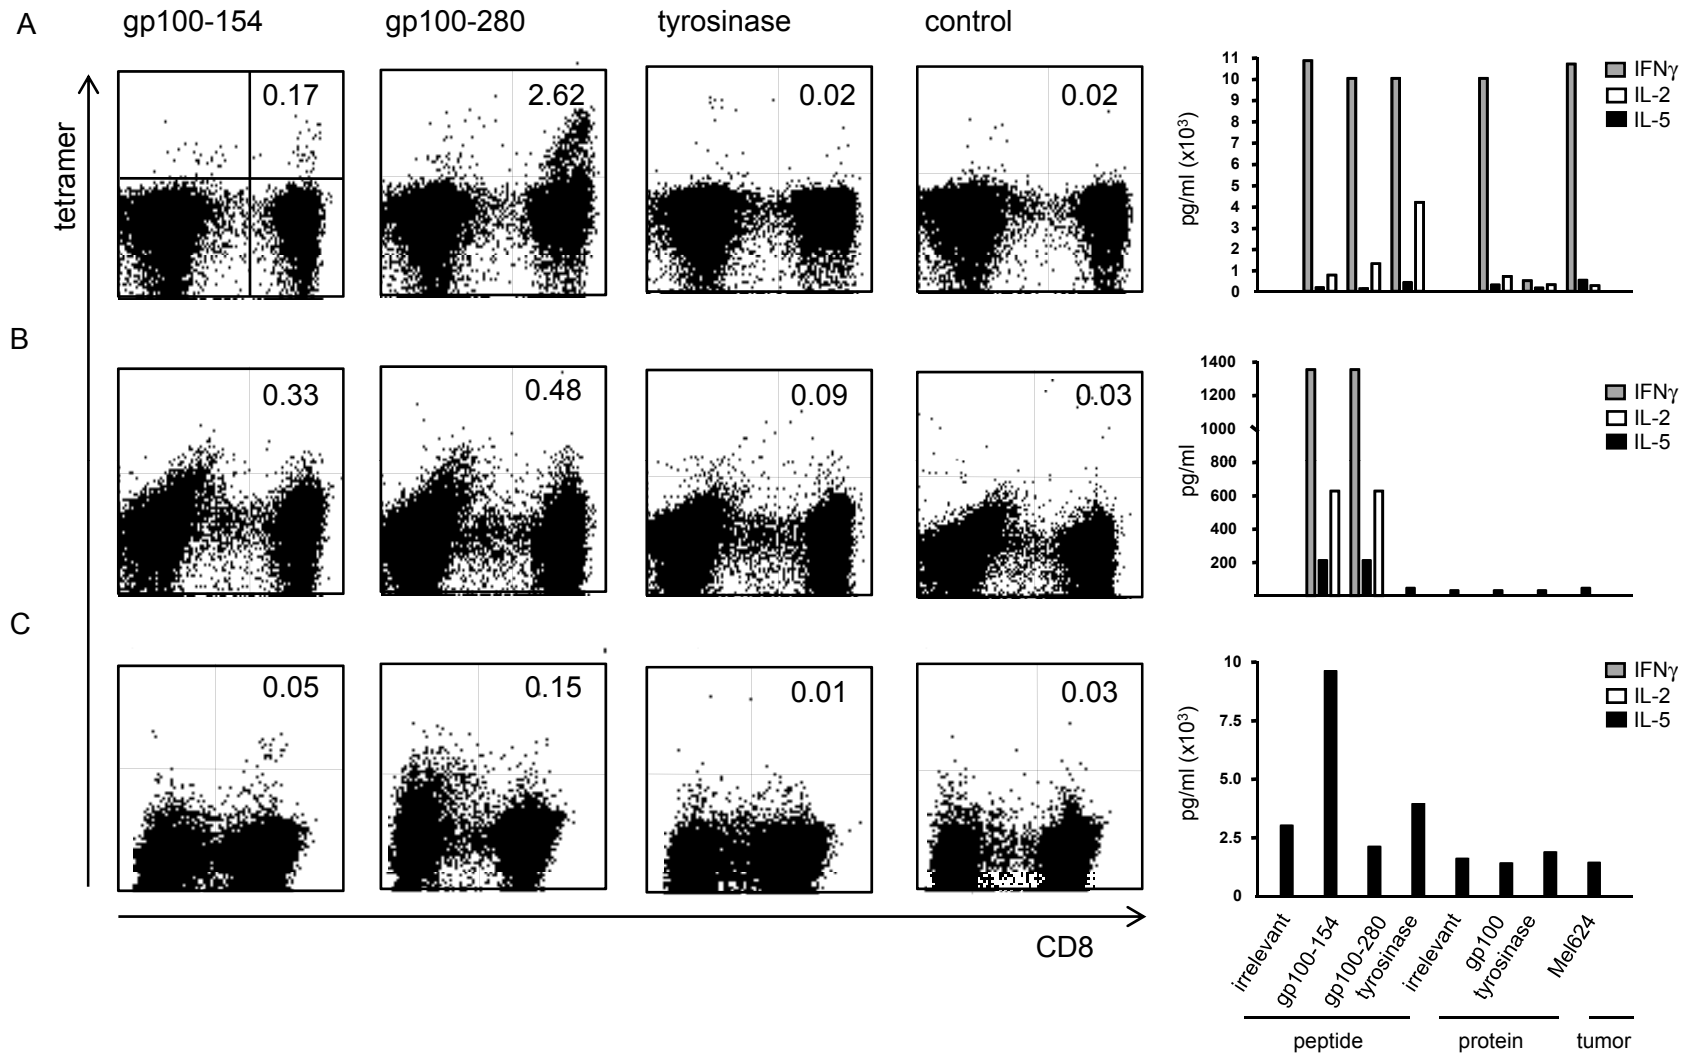 A
gp100-154 gp100-280 tyrosinase control
tetramer
0.17 2.62 0.02 0.02
11
10
9
8
7
6
5
4
3
2
1
0
pg/ml (x10³)
IFNγ
IL-2
IL-5
B
0.33 0.48 0.09 0.03
1400
1200
1000
800
600
400
200
pg/ml
IFNγ
IL-2
IL-5
C
0.05 0.15 0.01 0.03
10
7.5
5.0
2.5
0
pg/ml (x10³)
IFNγ
IL-2
IL-5
CD8
irrelevant
gp100-154
gp100-280
tyrosinase
irrelevant
gp100
tyrosinase
Mel624
peptide protein tumor